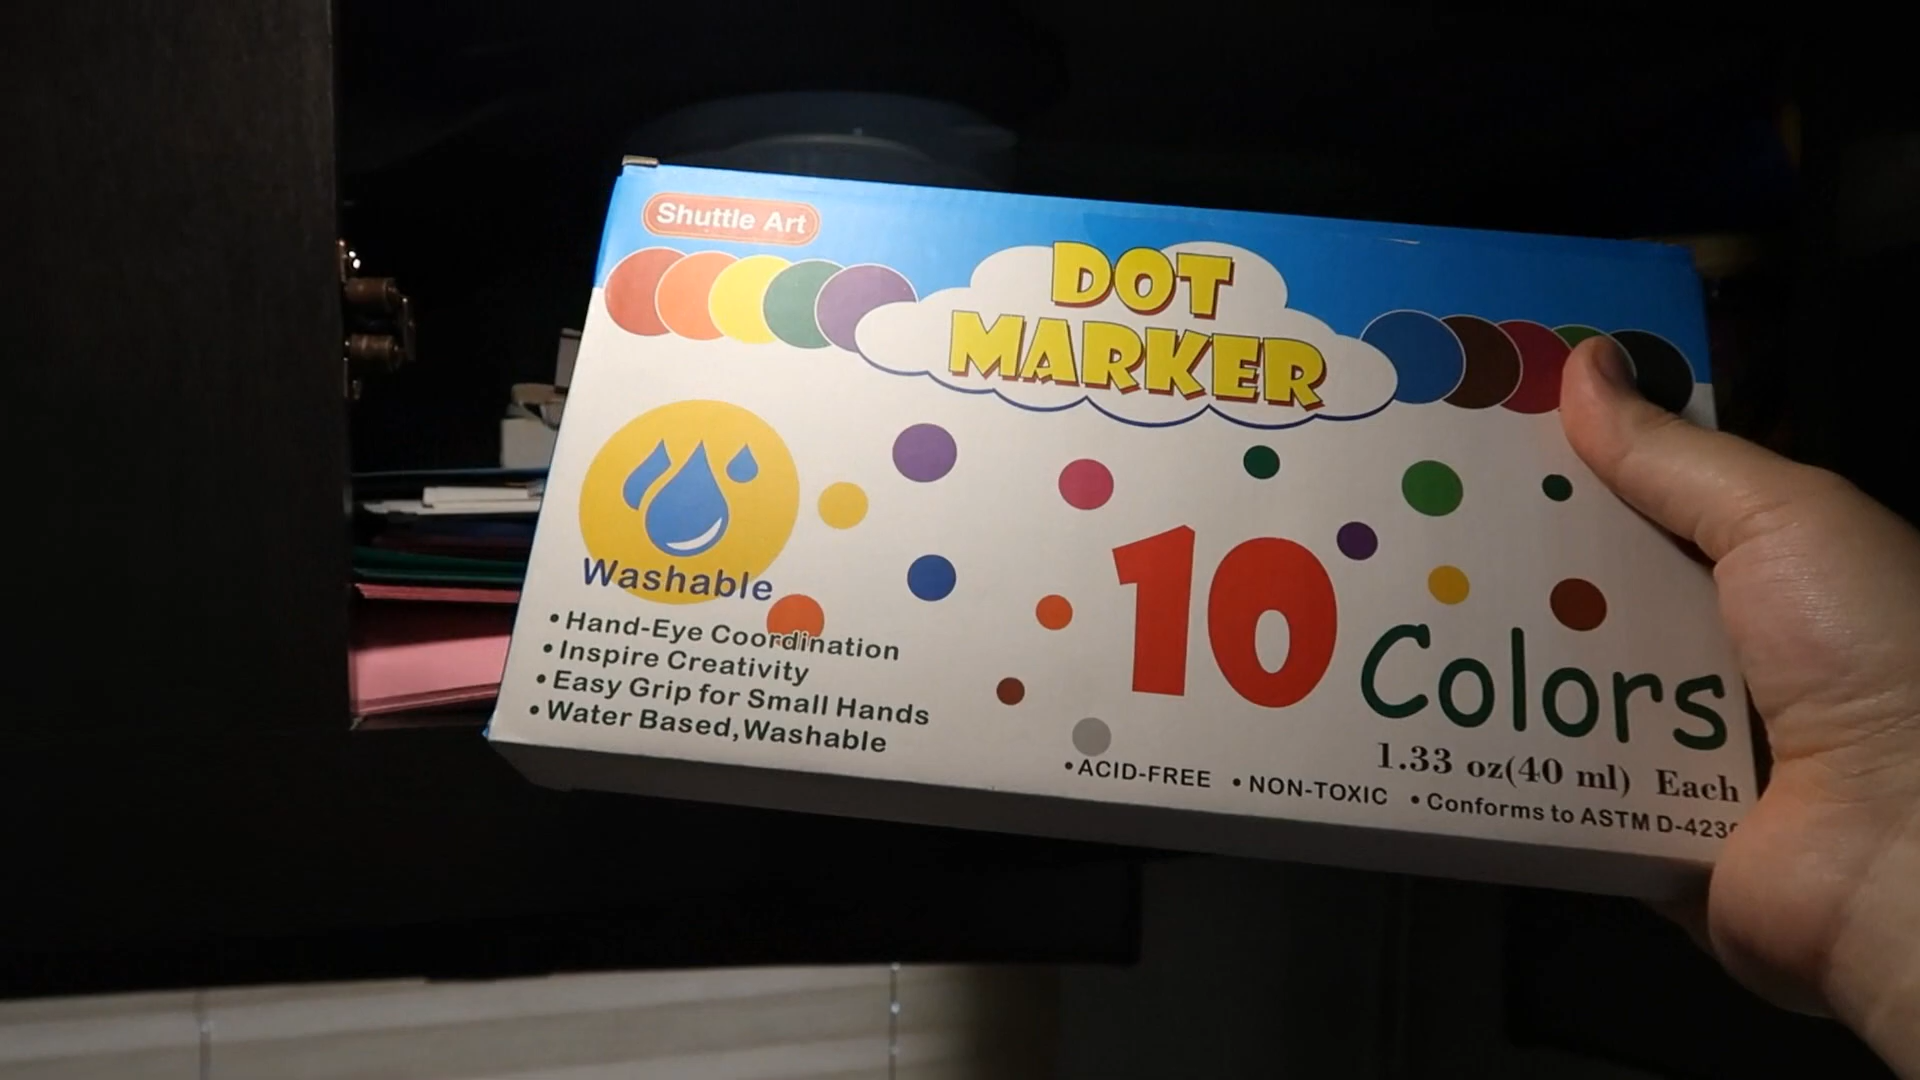 Shuttle Art
DOT
MARKER
Washable
• Hand-Eye Coordination
• Inspire Creativity
• Easy Grip for Small Hands
• Water Based,Washable
10
Colors
1.33 oz(40 ml) Each
• ACID-FREE • NON-TOXIC • Conforms to ASTM